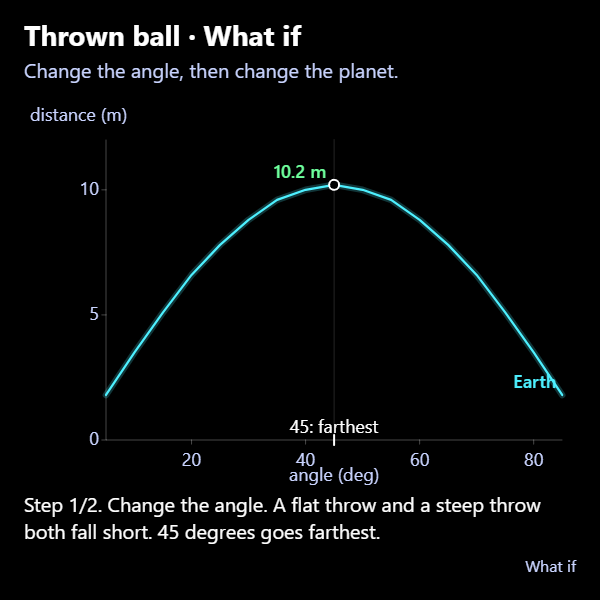 Thrown ball · What if
Change the angle, then change the planet.
distance (m)
10.2 m
10
5
Earth
45: farthest
0
20 40 60 80
angle (deg)
Step 1/2. Change the angle. A flat throw and a steep throw
both fall short. 45 degrees goes farthest.
What if